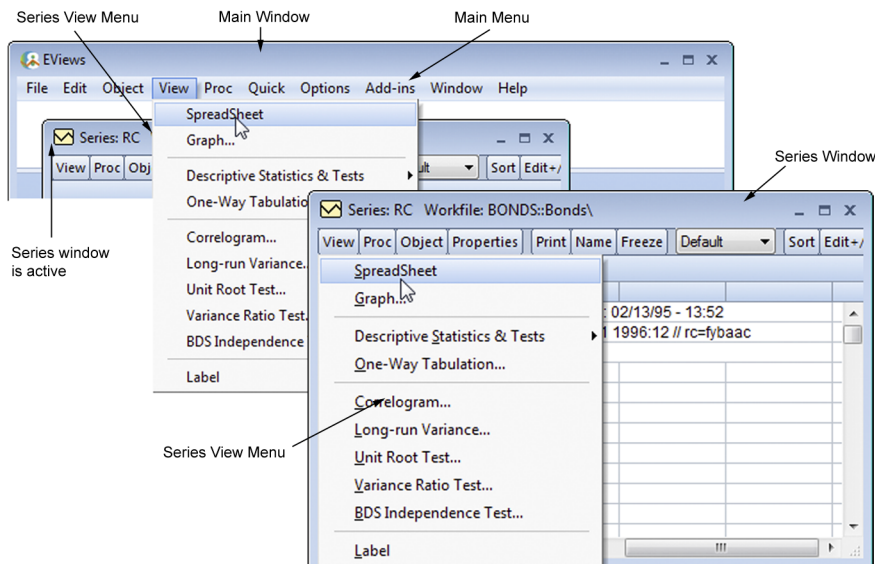 Series View Menu
Main Window
Main Menu
EViews
File Edit Object View Proc Quick Options Add-ins Window Help
SpreadSheet
Graph...
Descriptive Statistics & Tests
One-Way Tabulatio
Correlogram...
Long-run Variance.
Unit Root Test...
Variance Ratio Test.
BDS Independence
Label
Series: RC
View Proc Obj
Sort Edit+/
Series window
is active
Series Window
Series: RC Workfile: BONDS::Bonds\
View Proc Object Properties Print Name Freeze Default Sort Edit+/
SpreadSheet
Graph...
Descriptive Statistics & Tests
One-Way Tabulation...
Correlogram...
Long-run Variance...
Unit Root Test...
Variance Ratio Test...
BDS Independence Test...
Label
: 02/13/95 - 13:52
1 1996:12 // rc=fybaac
Series View Menu